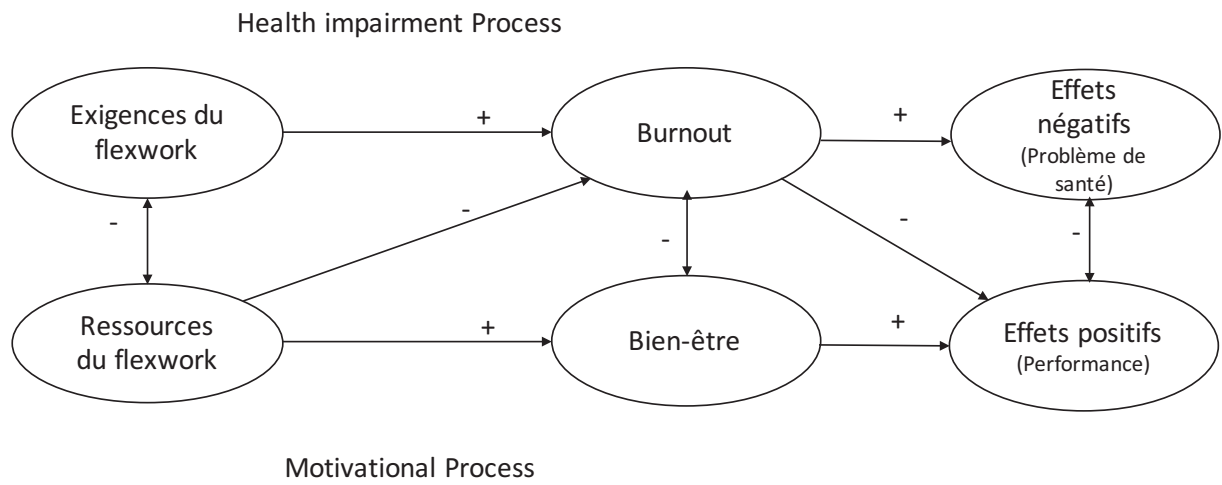 Health impairment Process
Exigences du
flexwork
+
Burnout
+
Effets
négatifs
(Problème de
santé)
-
-
-
-
-
Ressources
du flexwork
+
Bien-être
+
Effets positifs
(Performance)
Motivational Process